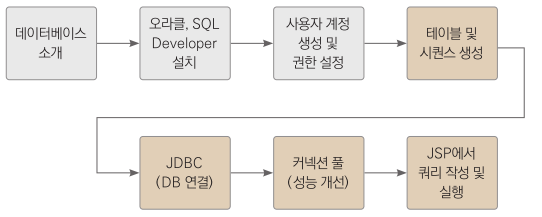 데이터베이스
소개
오라클, SQL
Developer
설치
사용자 계정
생성 및
권한 설정
테이블 및
시퀀스 생성
JDBC
(DB 연결)
커넥션 풀
(성능 개선)
JSP에서
쿼리 작성 및
실행